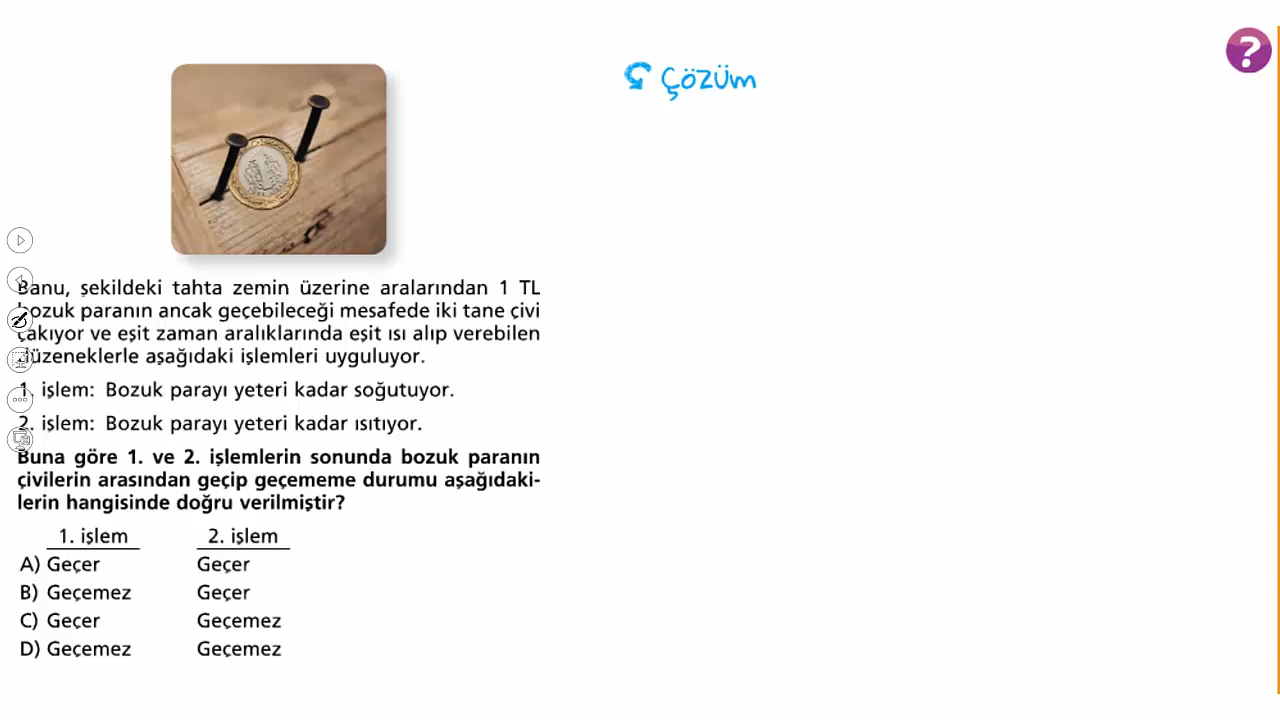 ?
Çözüm
Banu, şekildeki tahta zemin üzerine aralarından 1 TL
bozuk paranın ancak geçebileceği mesafede iki tane çivi
çakıyor ve eşit zaman aralıklarında eşit ısı alıp verebilen
düzeneklerle aşağıdaki işlemleri uyguluyor.
1. işlem: Bozuk parayı yeteri kadar soğutuyor.
2. işlem: Bozuk parayı yeteri kadar ısıtıyor.
Buna göre 1. ve 2. işlemlerin sonunda bozuk paranın
çivilerin arasından geçip geçememe durumu aşağıdaki-
lerin hangisinde doğru verilmiştir?
1. işlem 2. işlem
A) Geçer Geçer
B) Geçemez Geçer
C) Geçer Geçemez
D) Geçemez Geçemez